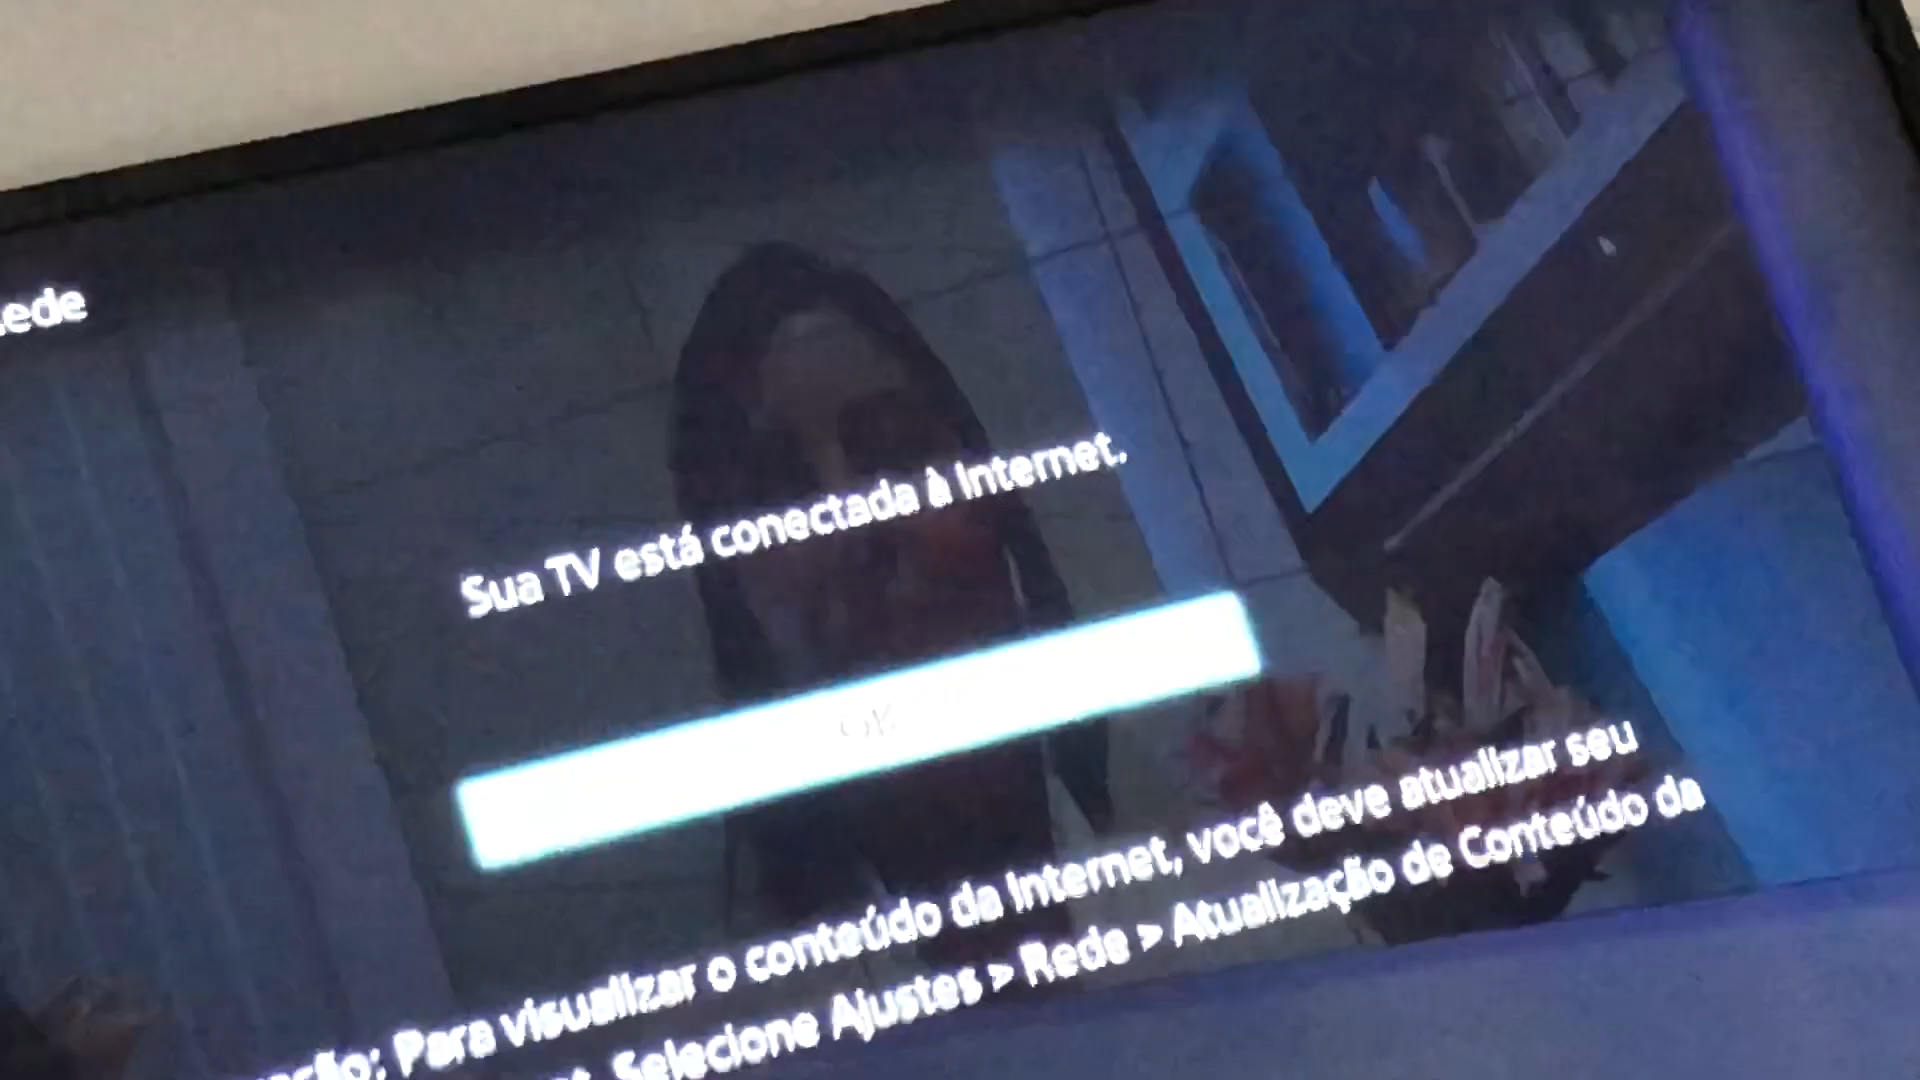 Sua TV está conectada à Internet.
OK
Para visualizar o conteúdo da Internet, você deve atualizar seu
Selecione Ajustes > Rede > Atualização de Conteúdo da